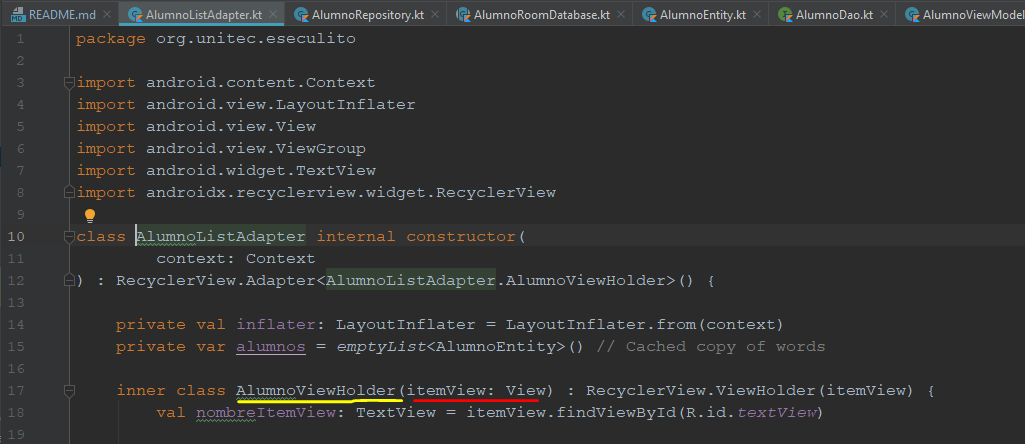 README.md AlumnoListAdapter.kt AlumnoRepository.kt AlumnoRoomDatabase.kt AlumnoEntity.kt AlumnoDao.kt AlumnoViewModel
1 package org.unitec.eseculito
2
3 import android.content.Context
4 import android.view.LayoutInflater
5 import android.view.View
6 import android.view.ViewGroup
7 import android.widget.TextView
8 import androidx.recyclerview.widget.RecyclerView
9
10 class AlumnoListAdapter internal constructor(
11 context: Context
12 ) : RecyclerView.Adapter<AlumnoListAdapter.AlumnoViewHolder>() {
13
14 private val inflater: LayoutInflater = LayoutInflater.from(context)
15 private var alumnos = emptyList<AlumnoEntity>() // Cached copy of words
16
17 inner class AlumnoViewHolder(itemView: View) : RecyclerView.ViewHolder(itemView) {
18 val nombreItemView: TextView = itemView.findViewById(R.id.textView)
19